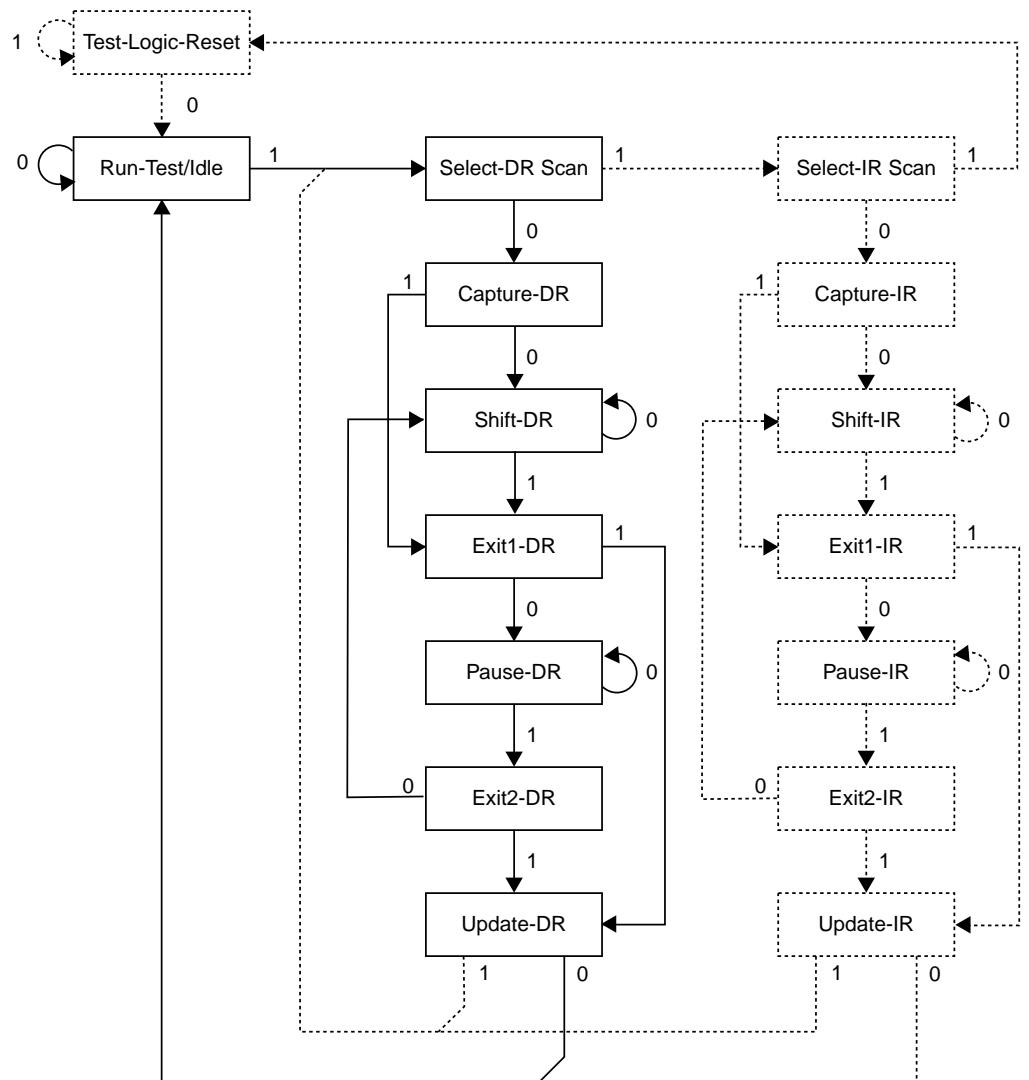 1
Test-Logic-Reset
0
0
Run-Test/Idle
1
Select-DR Scan
1
Select-IR Scan
1
0
0
1
Capture-DR
1
Capture-IR
0
0
Shift-DR
0
Shift-IR
0
1
1
Exit1-DR
1
Exit1-IR
1
0
0
Pause-DR
0
Pause-IR
0
1
1
0
Exit2-DR
0
Exit2-IR
1
1
Update-DR
Update-IR
1
0
1
0